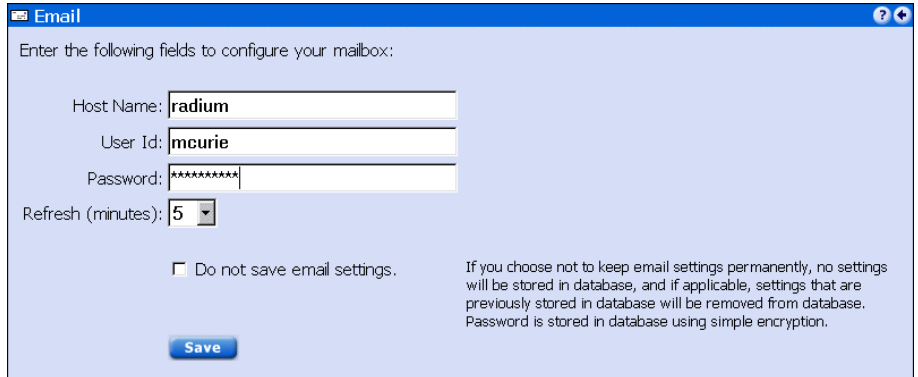 Email
Enter the following fields to configure your mailbox:
Host Name: radium
User Id: mcurie
Password: **********
Refresh (minutes): 5
Do not save email settings.
If you choose not to keep email settings permanently, no settings
will be stored in database, and if applicable, settings that are
previously stored in database will be removed from database.
Password is stored in database using simple encryption.
Save